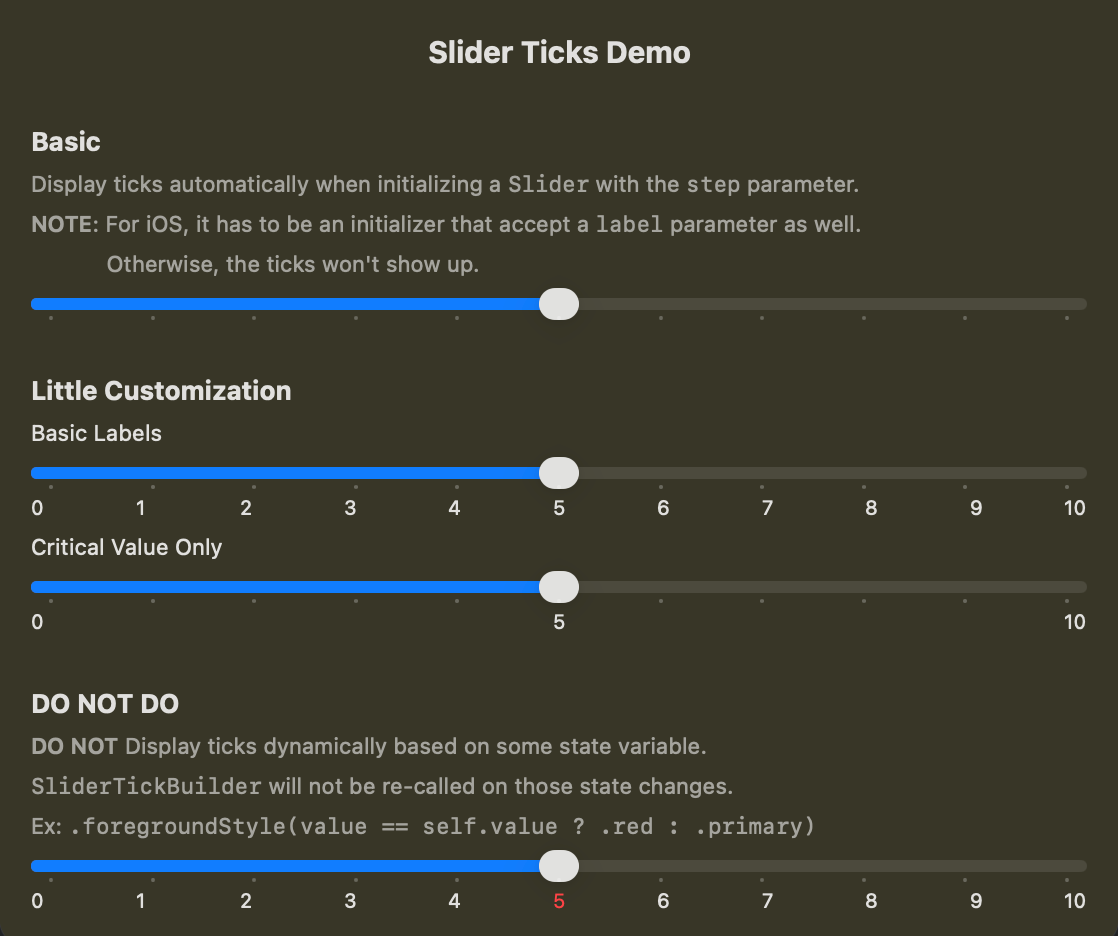 Slider Ticks Demo
Basic
Display ticks automatically when initializing a Slider with the step parameter.
NOTE: For iOS, it has to be an initializer that accept a label parameter as well.
Otherwise, the ticks won't show up.
Little Customization
Basic Labels
0 1 2 3 4 5 6 7 8 9 10
Critical Value Only
0 5 10
DO NOT DO
DO NOT Display ticks dynamically based on some state variable.
SliderTickBuilder will not be re-called on those state changes.
Ex: .foregroundStyle(value == self.value ? .red : .primary)
0 1 2 3 4 5 6 7 8 9 10